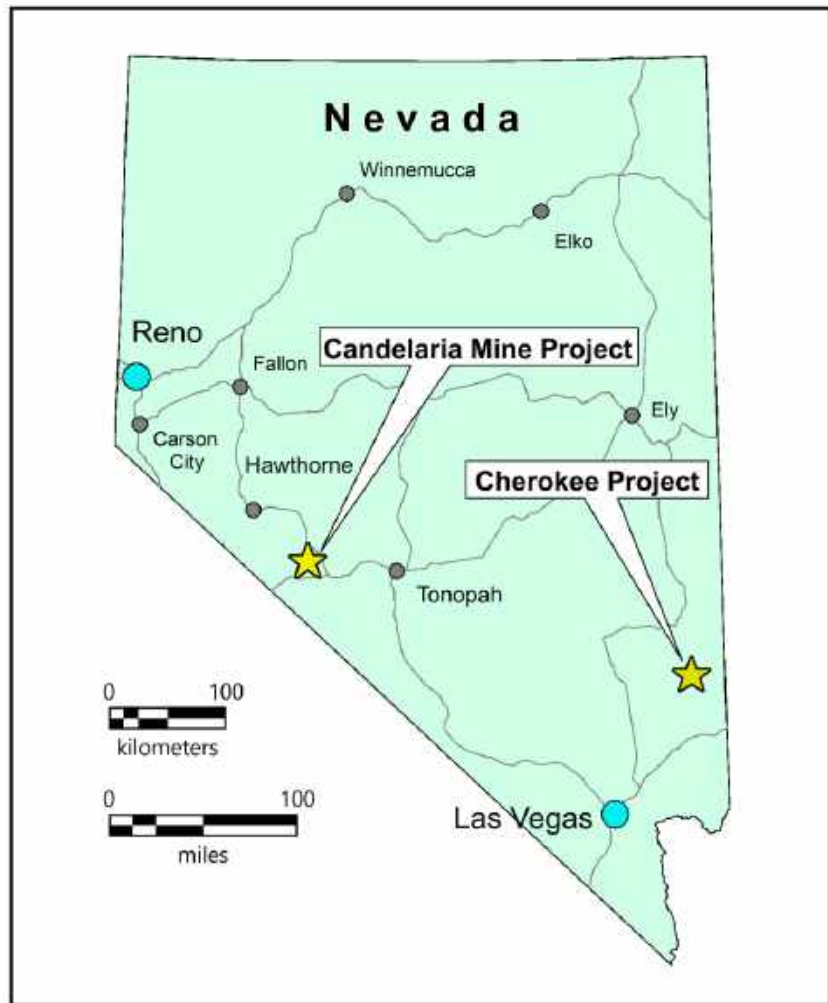 Nevada
Winnemucca
Elko
Reno
Candelaria Mine Project
Fallon
Ely
Carson
City
Hawthorne
Cherokee Project
Tonopah
0 100
kilometers
0 100
miles
Las Vegas